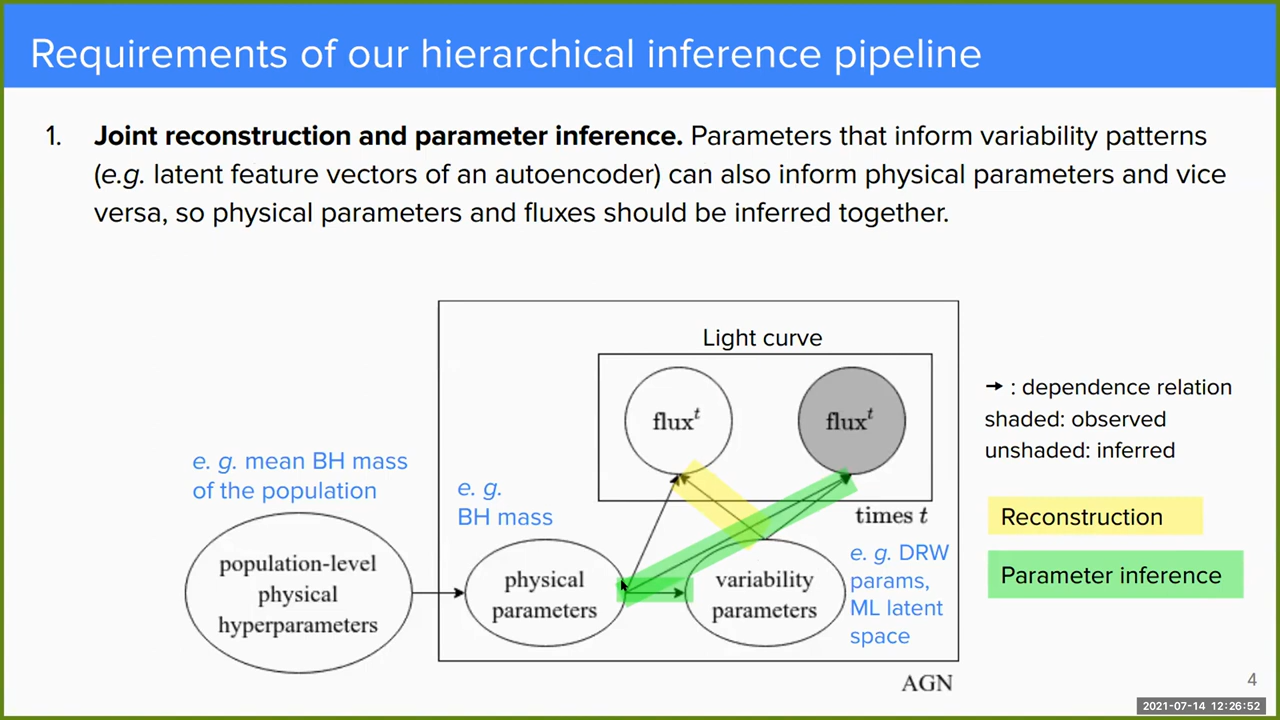 Requirements of our hierarchical inference pipeline
1. Joint reconstruction and parameter inference. Parameters that inform variability patterns
(e.g. latent feature vectors of an autoencoder) can also inform physical parameters and vice
versa, so physical parameters and fluxes should be inferred together.
Light curve
flux^t
flux^t
times t
→ : dependence relation
shaded: observed
unshaded: inferred
Reconstruction
Parameter inference
e. g. mean BH mass
of the population
e. g.
BH mass
population-level
physical
hyperparameters
physical
parameters
variability
parameters
e. g. DRW
params,
ML latent
space
AGN
4
2021-07-14 12:26:52